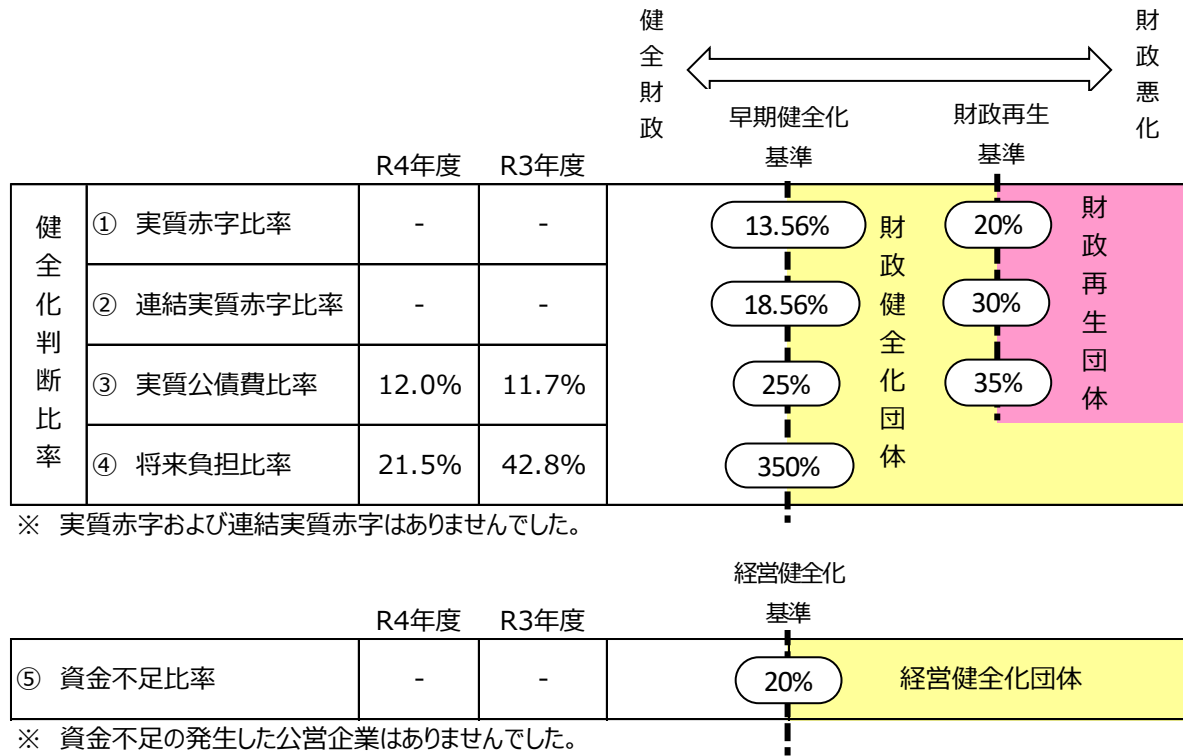 健全財政
財政悪化
早期健全化
基準
財政再生
基準
R4年度 R3年度
健全化判断比率
① 実質赤字比率 - - 13.56% 20%
② 連結実質赤字比率 - - 18.56% 30%
③ 実質公債費比率 12.0% 11.7% 25% 35%
④ 将来負担比率 21.5% 42.8% 350%
財政健全化団体
財政再生団体
※ 実質赤字および連結実質赤字はありませんでした。
経営健全化
基準
R4年度 R3年度
⑤ 資金不足比率 - - 20% 経営健全化団体
※ 資金不足の発生した公営企業はありませんでした。